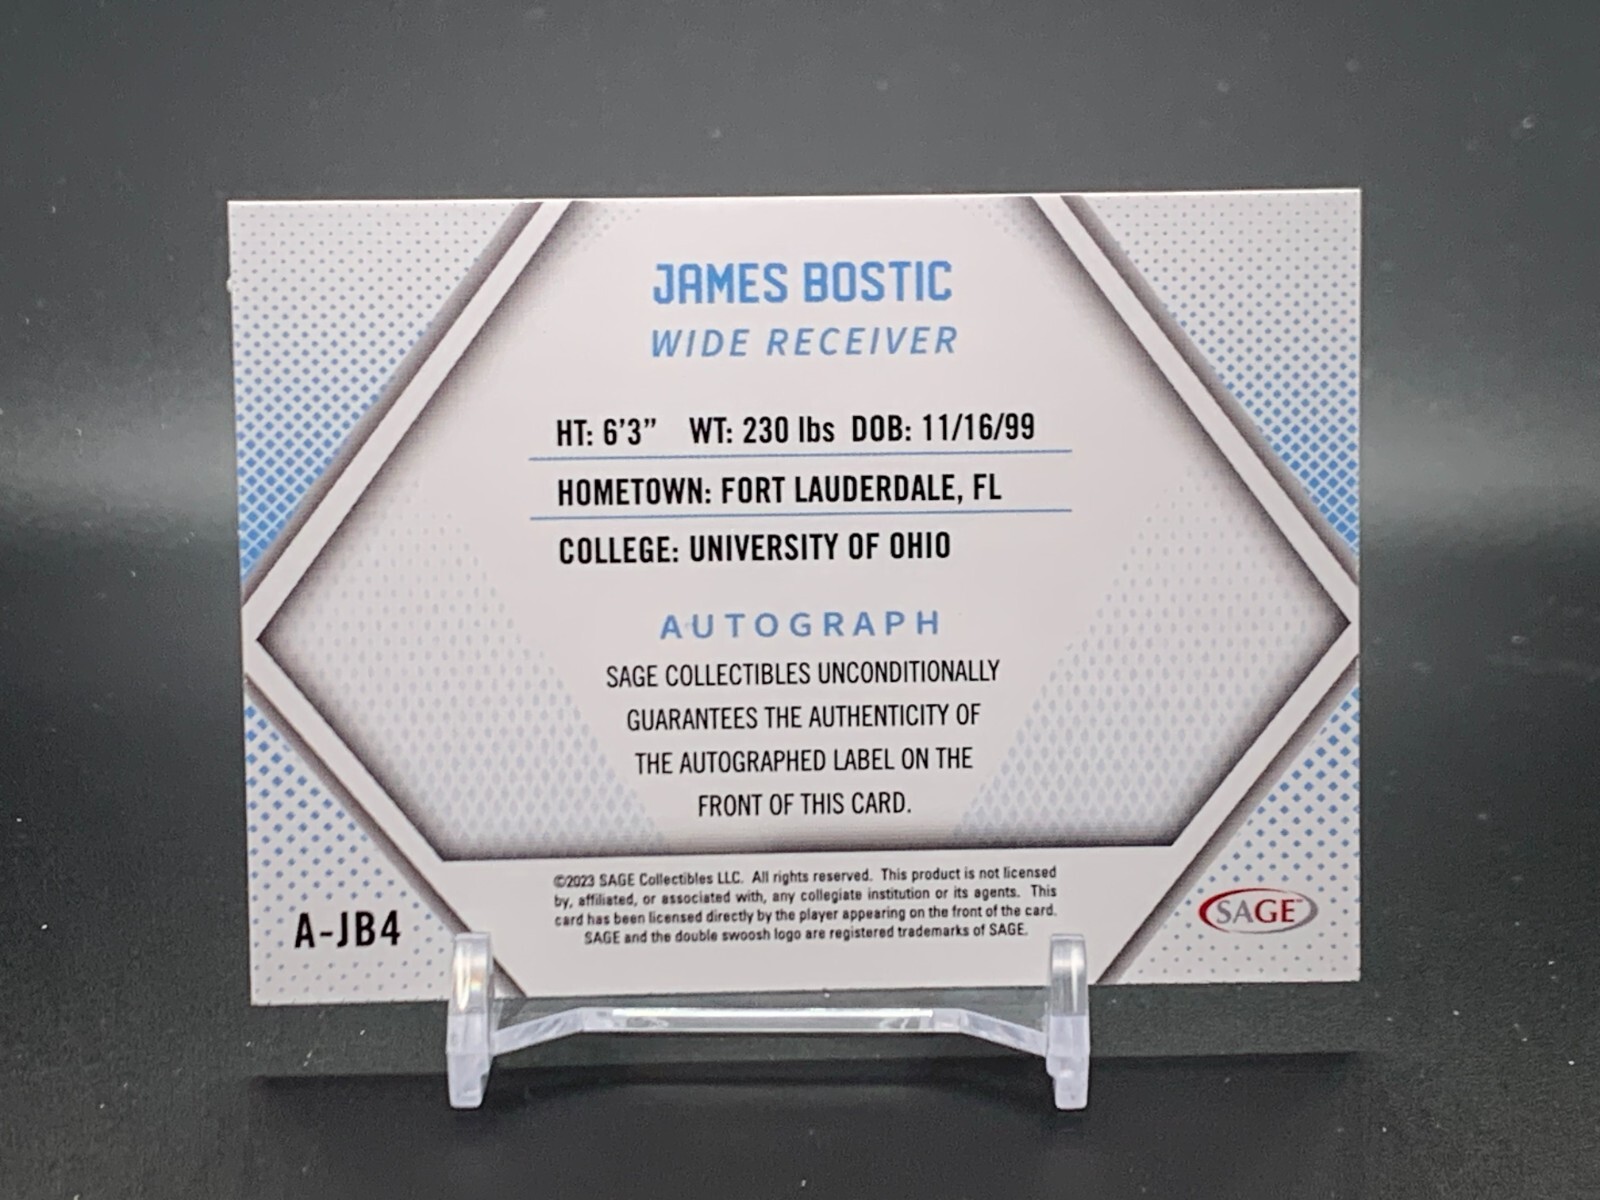 JAMES BOSTIC
WIDE RECEIVER
HT: 6'3” WT: 230 lbs DOB: 11/16/99
HOMETOWN: FORT LAUDERDALE, FL
COLLEGE: UNIVERSITY OF OHIO
AUTOGRAPH
SAGE COLLECTIBLES UNCONDITIONALLY
GUARANTEES THE AUTHENTICITY OF
THE AUTOGRAPHED LABEL ON THE
FRONT OF THIS CARD.
©2023 SAGE Collectibles LLC. All rights reserved. This product is not licensed
by, affiliated, or associated with, any collegiate institution or its agents. This
card has been licensed directly by the player appearing on the front of the card.
SAGE and the double swoosh logo are registered trademarks of SAGE.
A-JB4
SAGE™